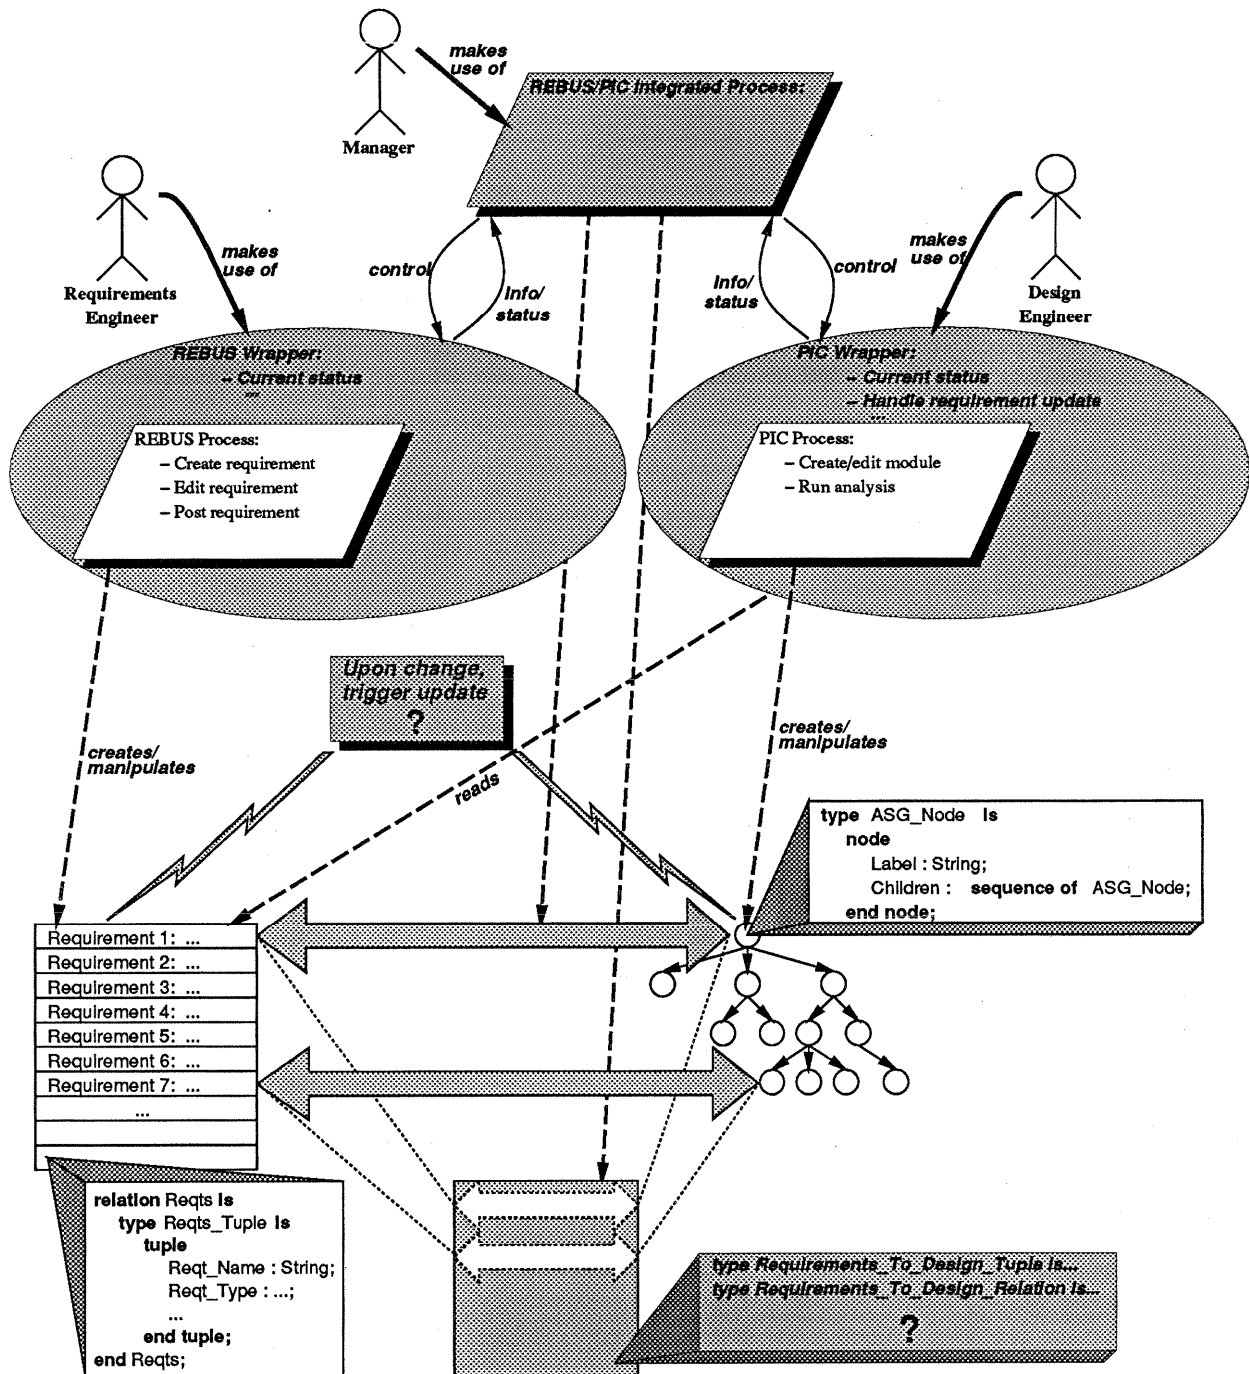 makes
use of
REBUS/PIC Integrated Process:
Manager
makes
use of
Requirements
Engineer
control
Info/
status
Info/
status
control
makes
use of
Design
Engineer
REBUS Wrapper:
– Current status
...
REBUS Process:
– Create requirement
– Edit requirement
– Post requirement
PIC Wrapper:
– Current status
– Handle requirement update
...
PIC Process:
– Create/edit module
– Run analysis
Upon change,
trigger update
?
creates/
manipulates
reads
creates/
manipulates
type ASG_Node is
node
Label : String;
Children : sequence of ASG_Node;
end node;
Requirement 1: ...
Requirement 2: ...
Requirement 3: ...
Requirement 4: ...
Requirement 5: ...
Requirement 6: ...
Requirement 7: ...
...
relation Reqts is
type Reqts_Tuple is
tuple
Reqt_Name : String;
Reqt_Type : ...;
...
end tuple;
end Reqts;
type Requirements_To_Design_Tuple is...
type Requirements_To_Design_Relation is...
?